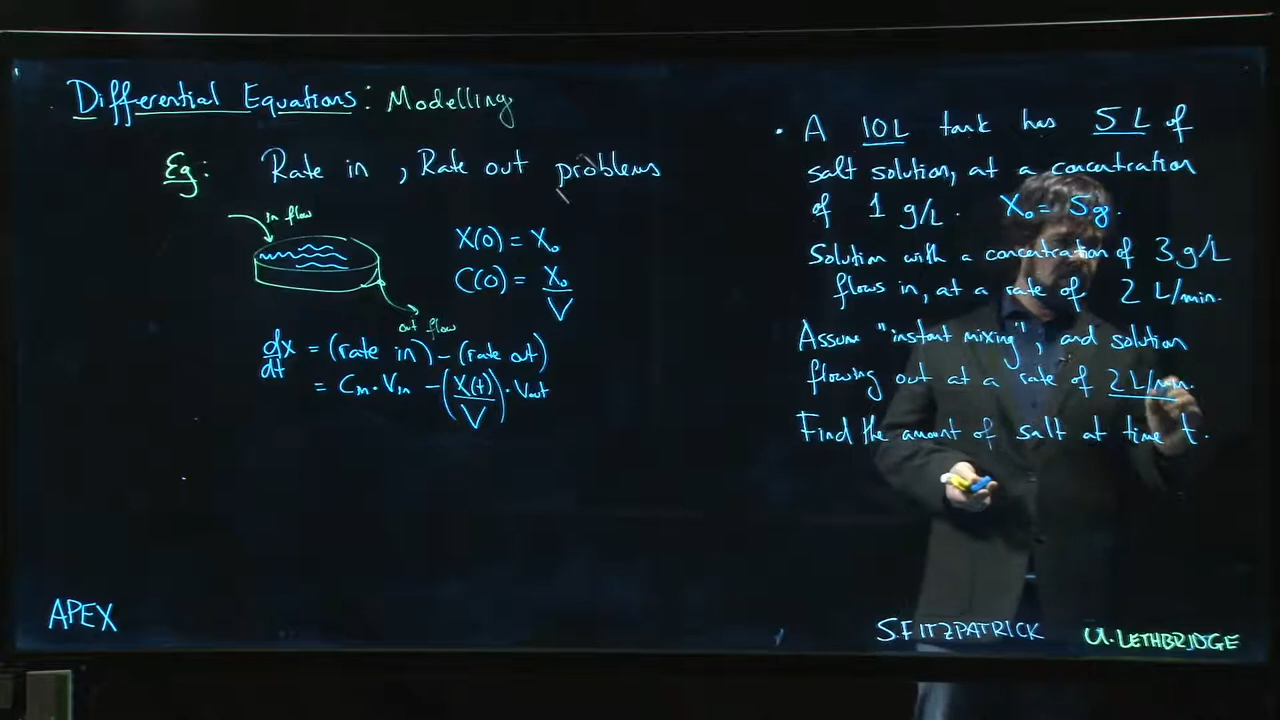 Differential Equations: Modelling
Eg: Rate in, Rate out problems
in flow
out flow
X(0) = X₀
C(0) = X₀/V
dx/dt = (rate in) - (rate out)
= Cin · Vin - (X(t)/V) · Vout
• A 10L tank has 5 L of
salt solution, at a concentration
of 1 g/L. X₀ = 5g.
Solution with a concentration of 3 g/L
flows in, at a rate of 2 L/min.
Assume "instant mixing", and solution
flowing out at a rate of 2 L/min.
Find the amount of salt at time t.
APEX
S.FITZPATRICK
U. LETHBRIDGE